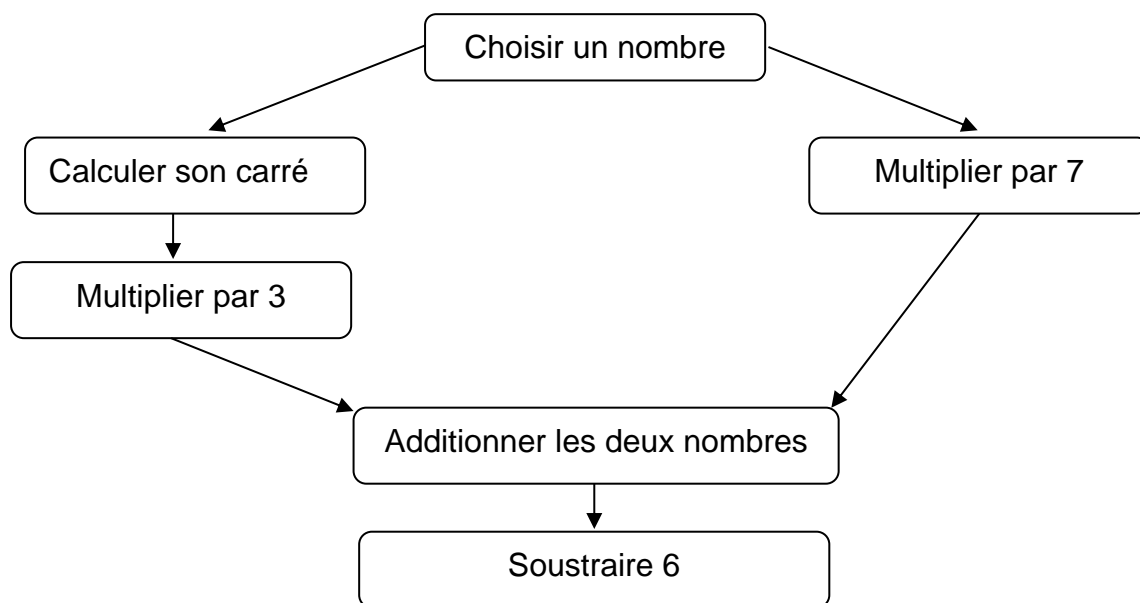 Choisir un nombre
Calculer son carré
Multiplier par 7
Multiplier par 3
Additionner les deux nombres
Soustraire 6